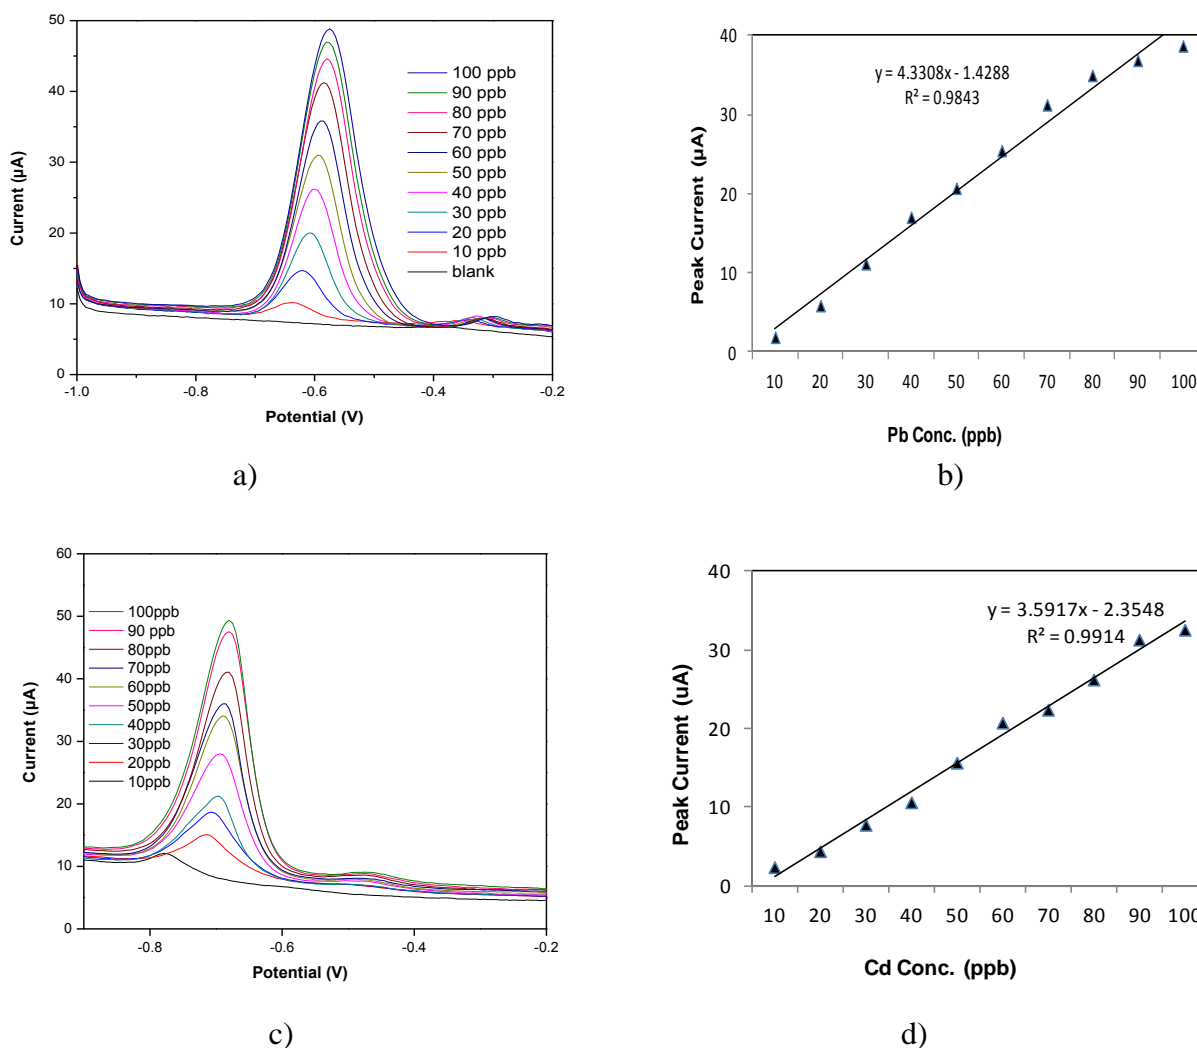 50
40
30
20
10
0
-1.0
-0.8
-0.6
-0.4
-0.2
Current (µA)
Potential (V)
100 ppb
90 ppb
80 ppb
70 ppb
60 ppb
50 ppb
40 ppb
30 ppb
20 ppb
10 ppb
blank
a)
40
30
20
10
0
10 20 30 40 50 60 70 80 90 100
Peak Current (µA)
Pb Conc. (ppb)
y = 4.3308x - 1.4288
R² = 0.9843
b)
60
50
40
30
20
10
0
-0.8
-0.6
-0.4
-0.2
Current (µA)
Potential (V)
100ppb
90 ppb
80ppb
70ppb
60ppb
50ppb
40ppb
30ppb
20ppb
10ppb
c)
40
30
20
10
0
10 20 30 40 50 60 70 80 90 100
Peak Current (uA)
Cd Conc. (ppb)
y = 3.5917x - 2.3548
R² = 0.9914
d)